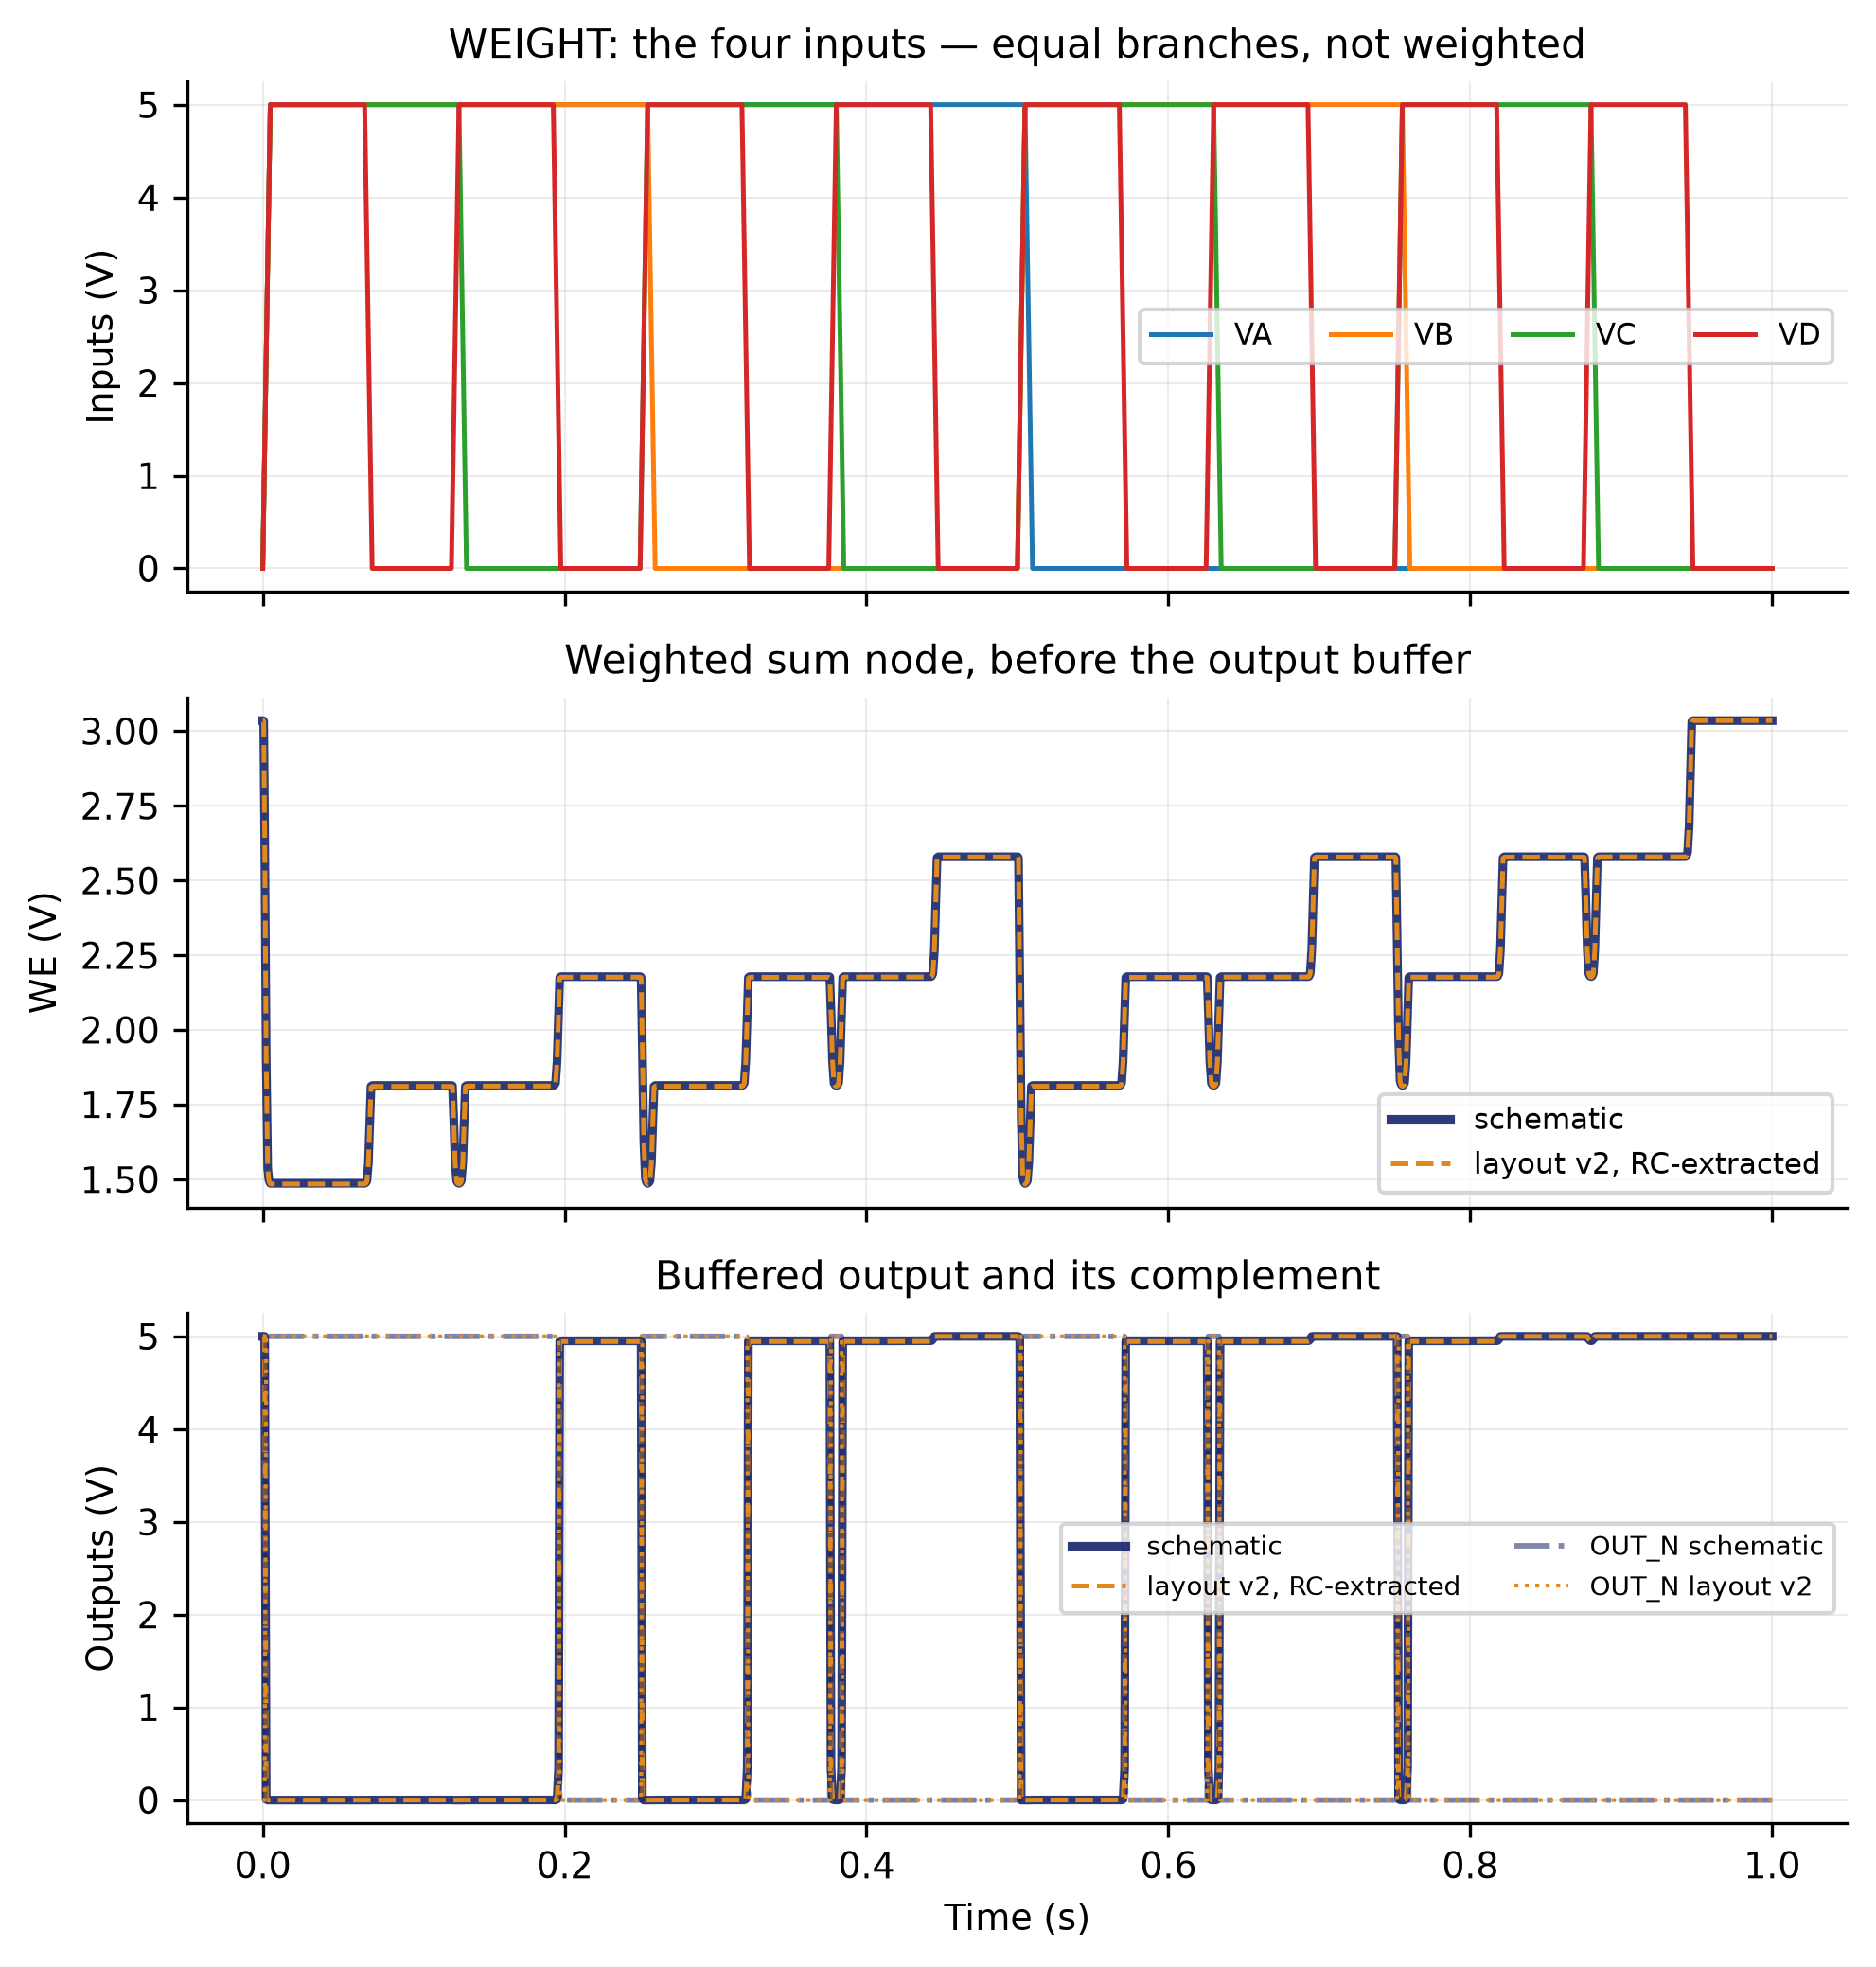 WEIGHT: the four inputs — equal branches, not weighted
5
4
3
2
1
0
Inputs (V)
VA
VB
VC
VD
Weighted sum node, before the output buffer
3.00
2.75
2.50
2.25
2.00
1.75
1.50
WE (V)
schematic
layout v2, RC-extracted
Buffered output and its complement
5
4
3
2
1
0
Outputs (V)
schematic
layout v2, RC-extracted
OUT_N schematic
OUT_N layout v2
0.0
0.2
0.4
0.6
0.8
1.0
Time (s)